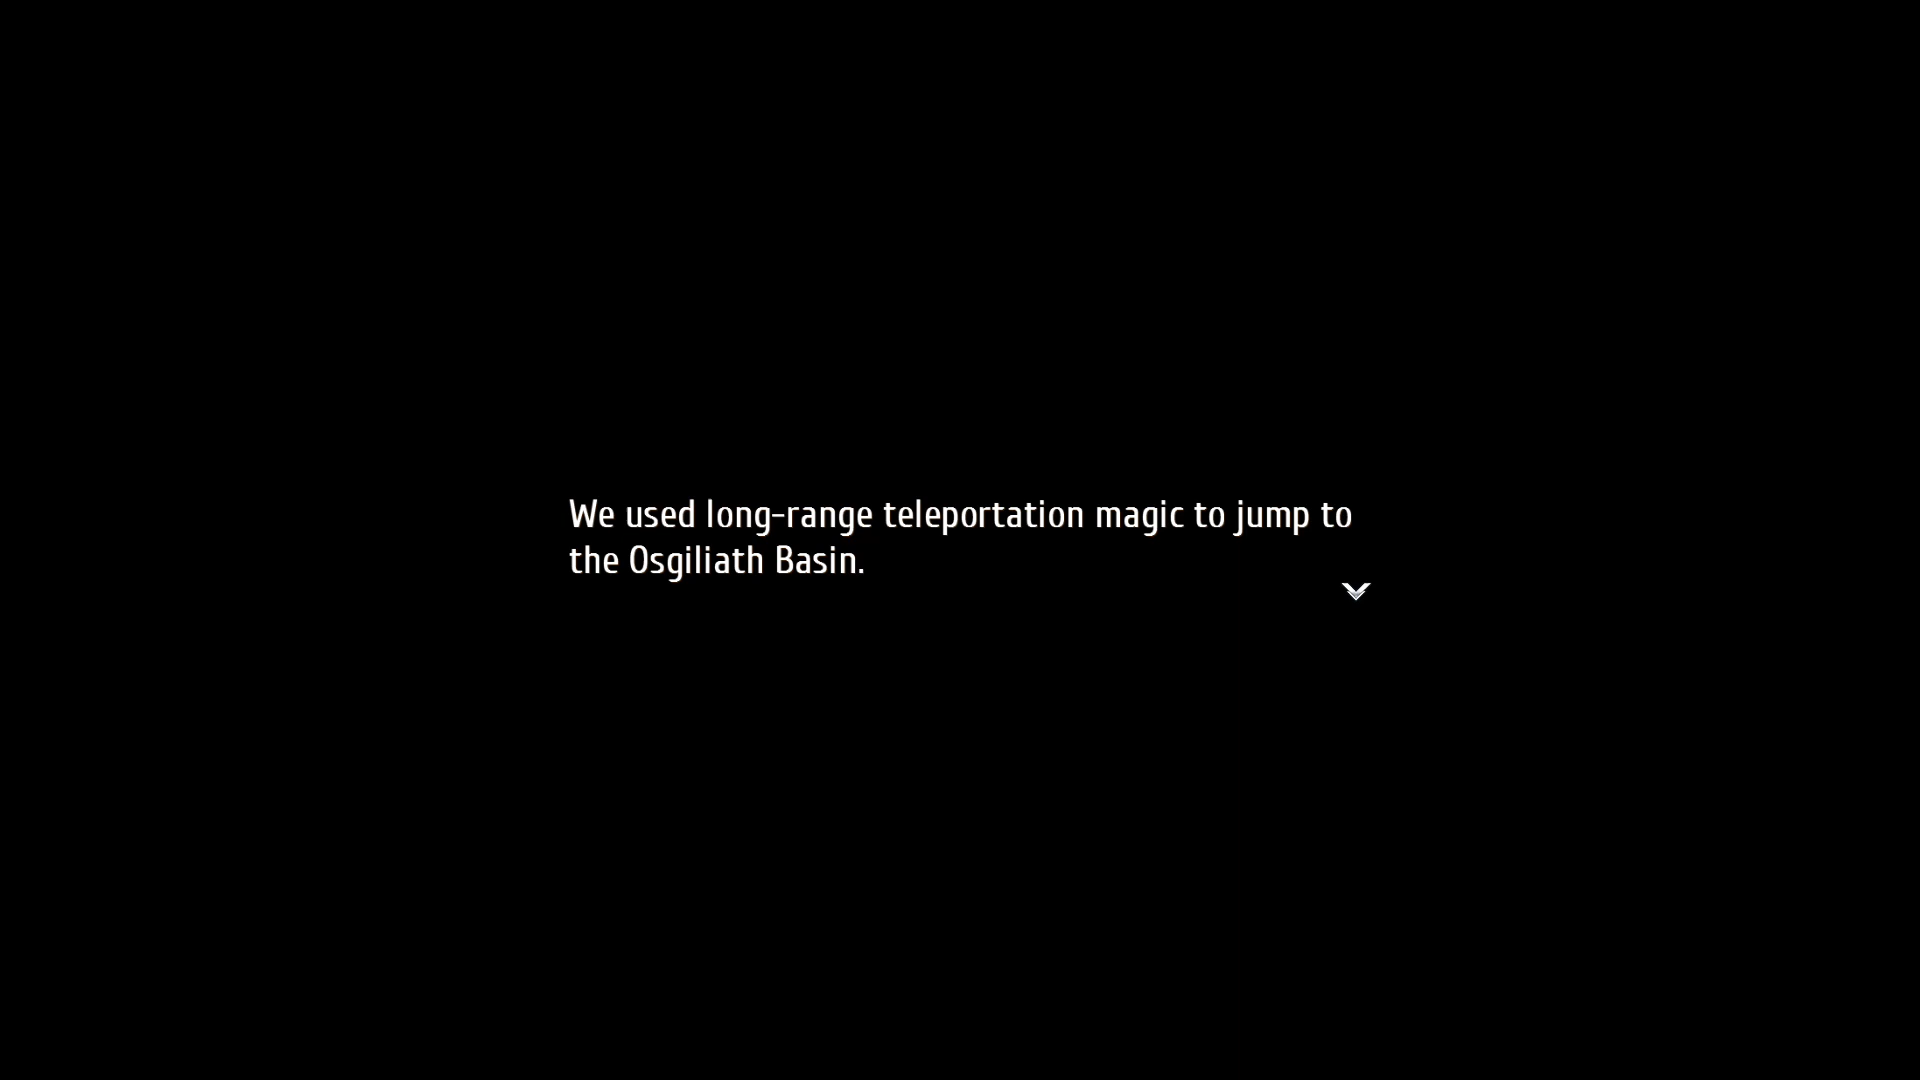 We used long-range teleportation magic to jump to
the Osgiliath Basin.